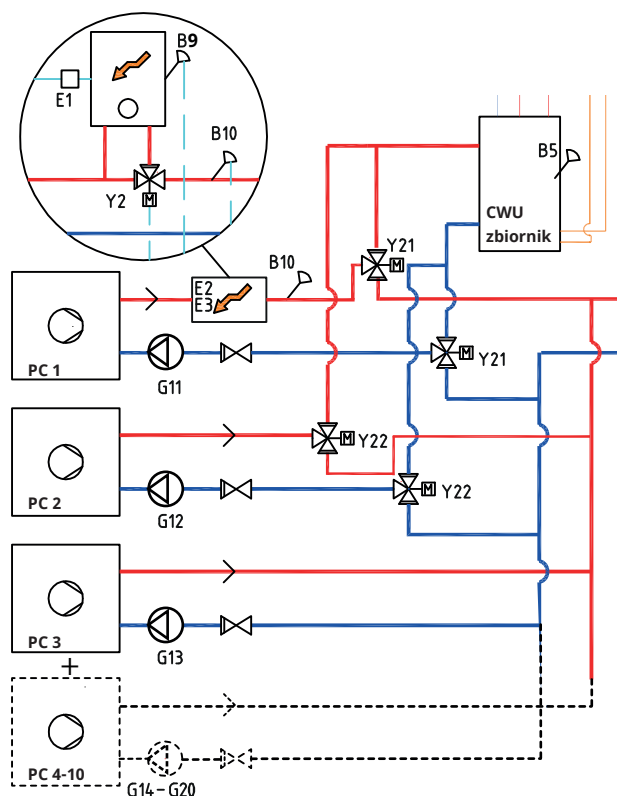 B9
E1
B10
Y2
M
B5
CWU
zbiornik
Y21
M
B10
E2
E3
PC 1
G11
M
Y21
PC 2
G12
M
Y22
M
Y22
PC 3
G13
+
PC 4-10
G14 – G20